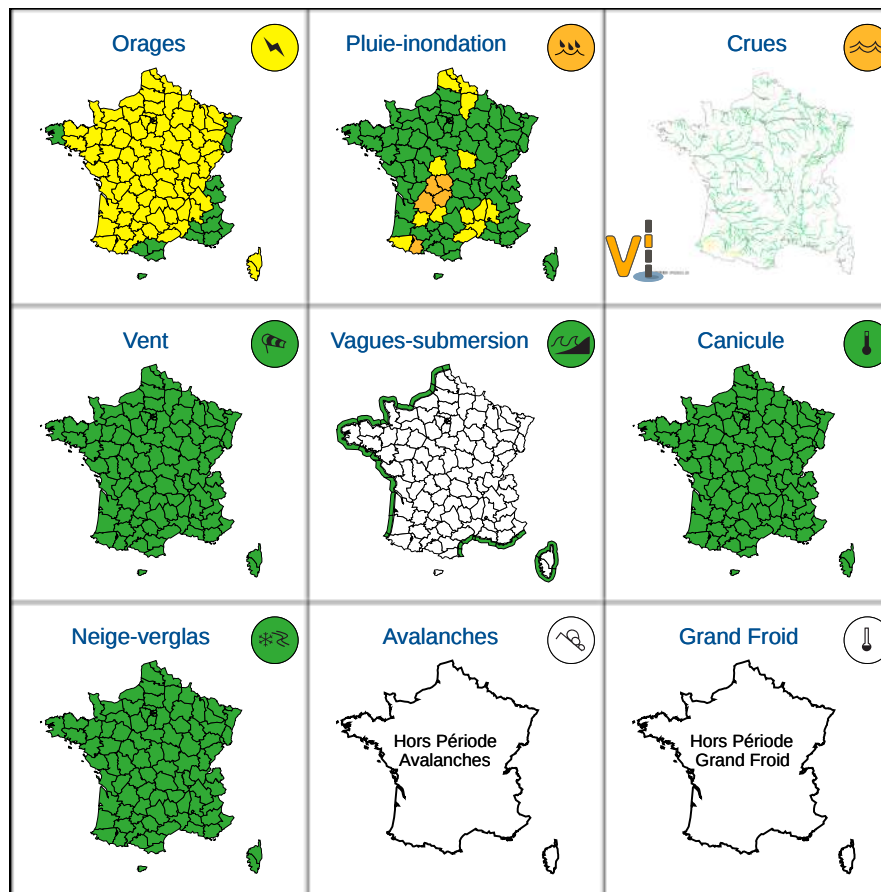 Orages
Pluie-inondation
Crues
Vi
Vent
Vagues-submersion
Canicule
Neige-verglas
Avalanches
Grand Froid
Hors Période
Avalanches
Hors Période
Grand Froid